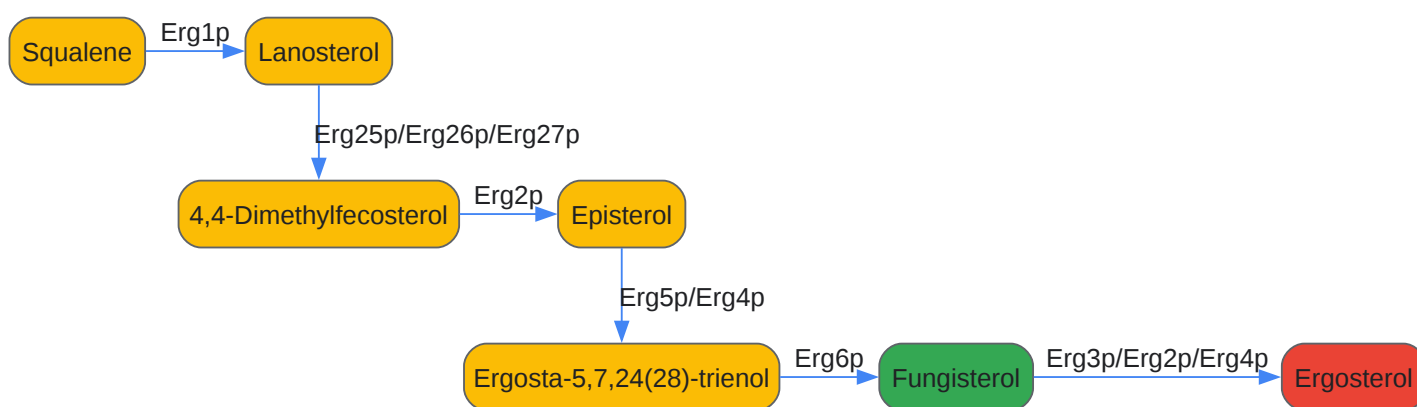 Squalene
Erg1p
Lanosterol
Erg25p/Erg26p/Erg27p
4,4-Dimethylfecosterol
Erg2p
Episterol
Erg5p/Erg4p
Ergosta-5,7,24(28)-trienol
Erg6p
Fungisterol
Erg3p/Erg2p/Erg4p
Ergosterol